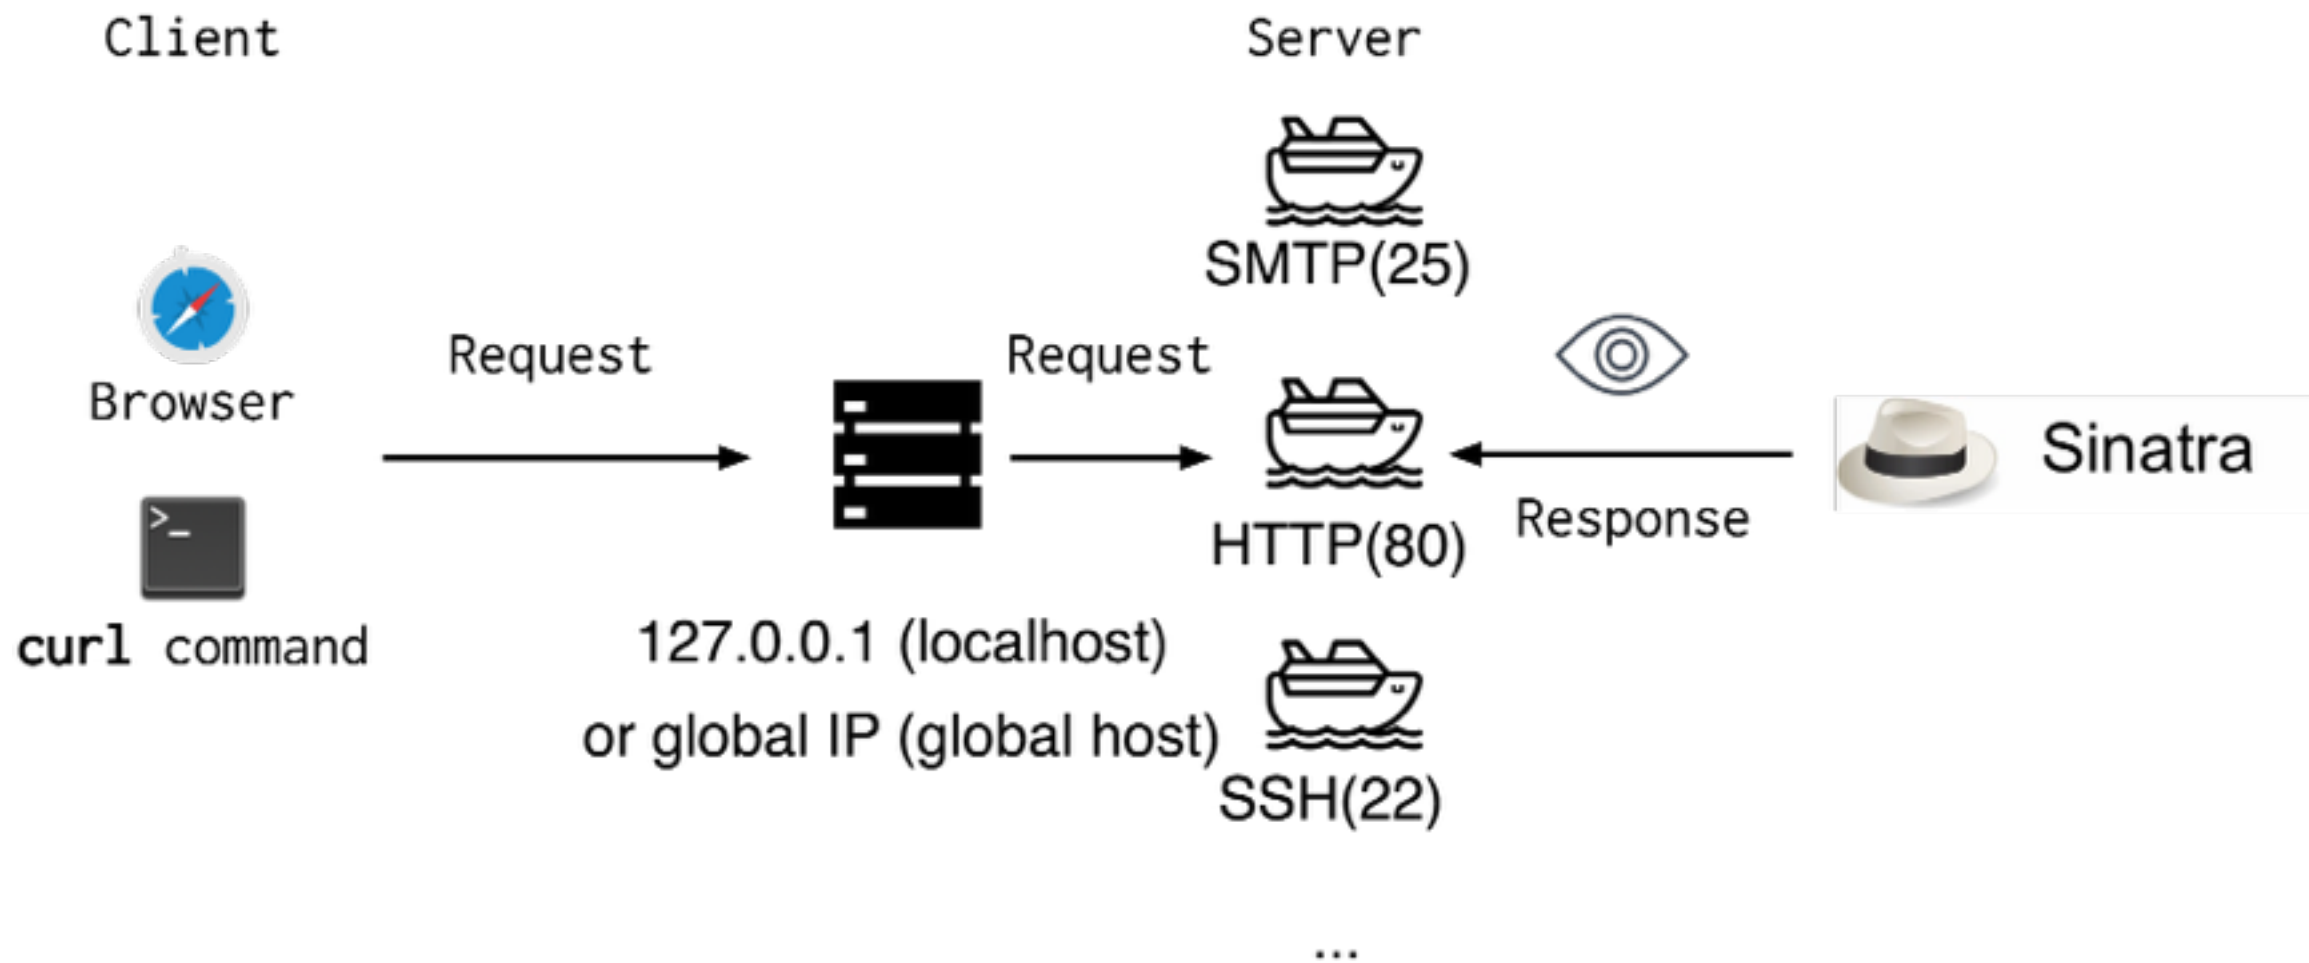 Client
Server
SMTP(25)
Browser
Request
Request
Sinatra
>_
HTTP(80)
Response
curl command
127.0.0.1 (localhost)
or global IP (global host)
SSH(22)
...